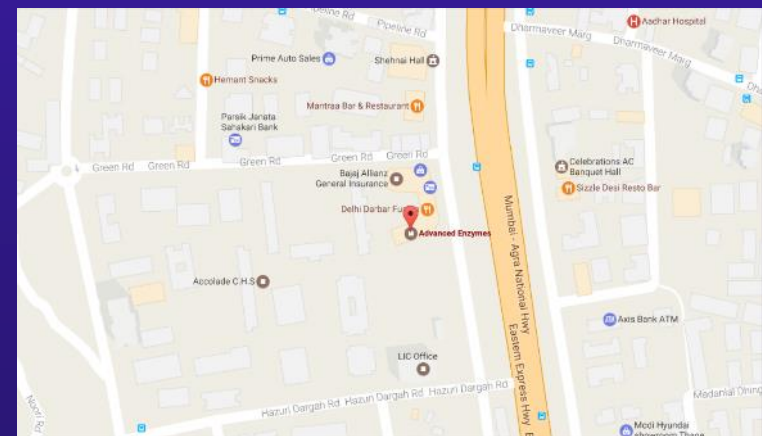 Pipeline Rd
Pipeline Rd
Aadhar Hospital
Dharmaveer Marg
Dharmaveer Marg
Prime Auto Sales
Shehnai Hall
Hemant Snacks
Mantraa Bar & Restaurant
Parsik Janata
Sahakari Bank
Green Rd
Green Rd
Green Rd
Green Rd
Green Rd
Celebrations AC
Banquet Hall
Bajaj Allianz
General Insurance
Sizzle Desi Resto Bar
Delhi Darbar
Advanced Enzymes
Mumbai - Agra National Hwy
Eastern Express Hwy
Accolade C.H.S
Axis Bank ATM
LIC Office
Hazuri Dargah Rd
Hazuri Dargah Rd
Hazuri Dargah Rd
Noori Rd
Modi Hyundai
showroom Thane